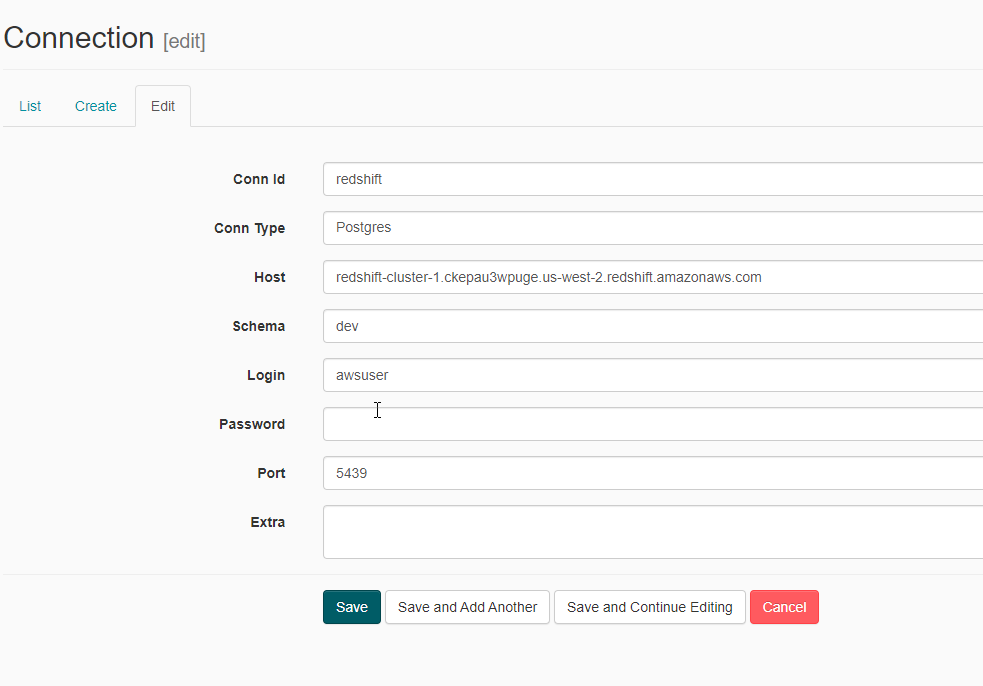 Connection [edit]
List Create Edit
Conn Id redshift
Conn Type Postgres
Host redshift-cluster-1.ckepau3wpuge.us-west-2.redshift.amazonaws.com
Schema dev
Login awsuser
Password
Port 5439
Extra
Save Save and Add Another Save and Continue Editing Cancel